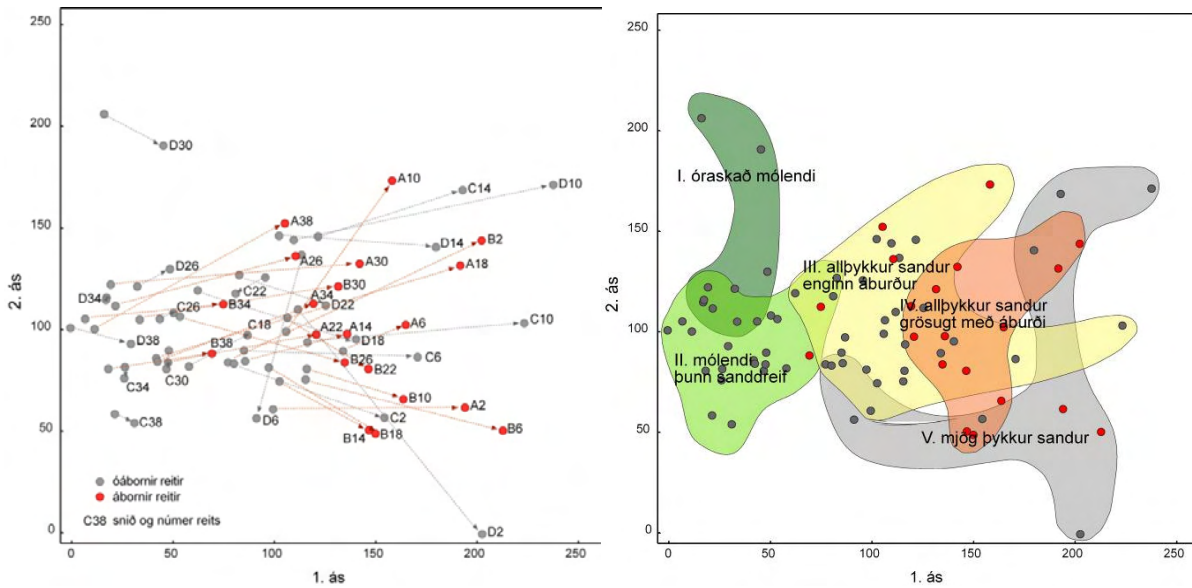 250
200
150
100
50
0
2. ás
D30
A10
C14
D10
A38
B2
D14
A26
A30
A18
D26
C22
B30
D34
A34
D22
C26
B34
A6
C10
C18
A22
A14
D18
D38
B38
C6
B26
B22
C34
C30
B10
A2
C38
D6
C2
B14
B18
B6
D2
óábornir reitir
ábornir reitir
C38 snið og númer reits
0 50 100 150 200 250
1. ás
250
200
150
100
50
0
2. ás
I. óraskað mólendi
III. allþykkur sandur
enginn áburður
IV. allþykkur sandur
grösugt með áburði
II. mólendi
þunn sanddreif
V. mjög þykkur sandur
0 50 100 150 200 250
1. ás